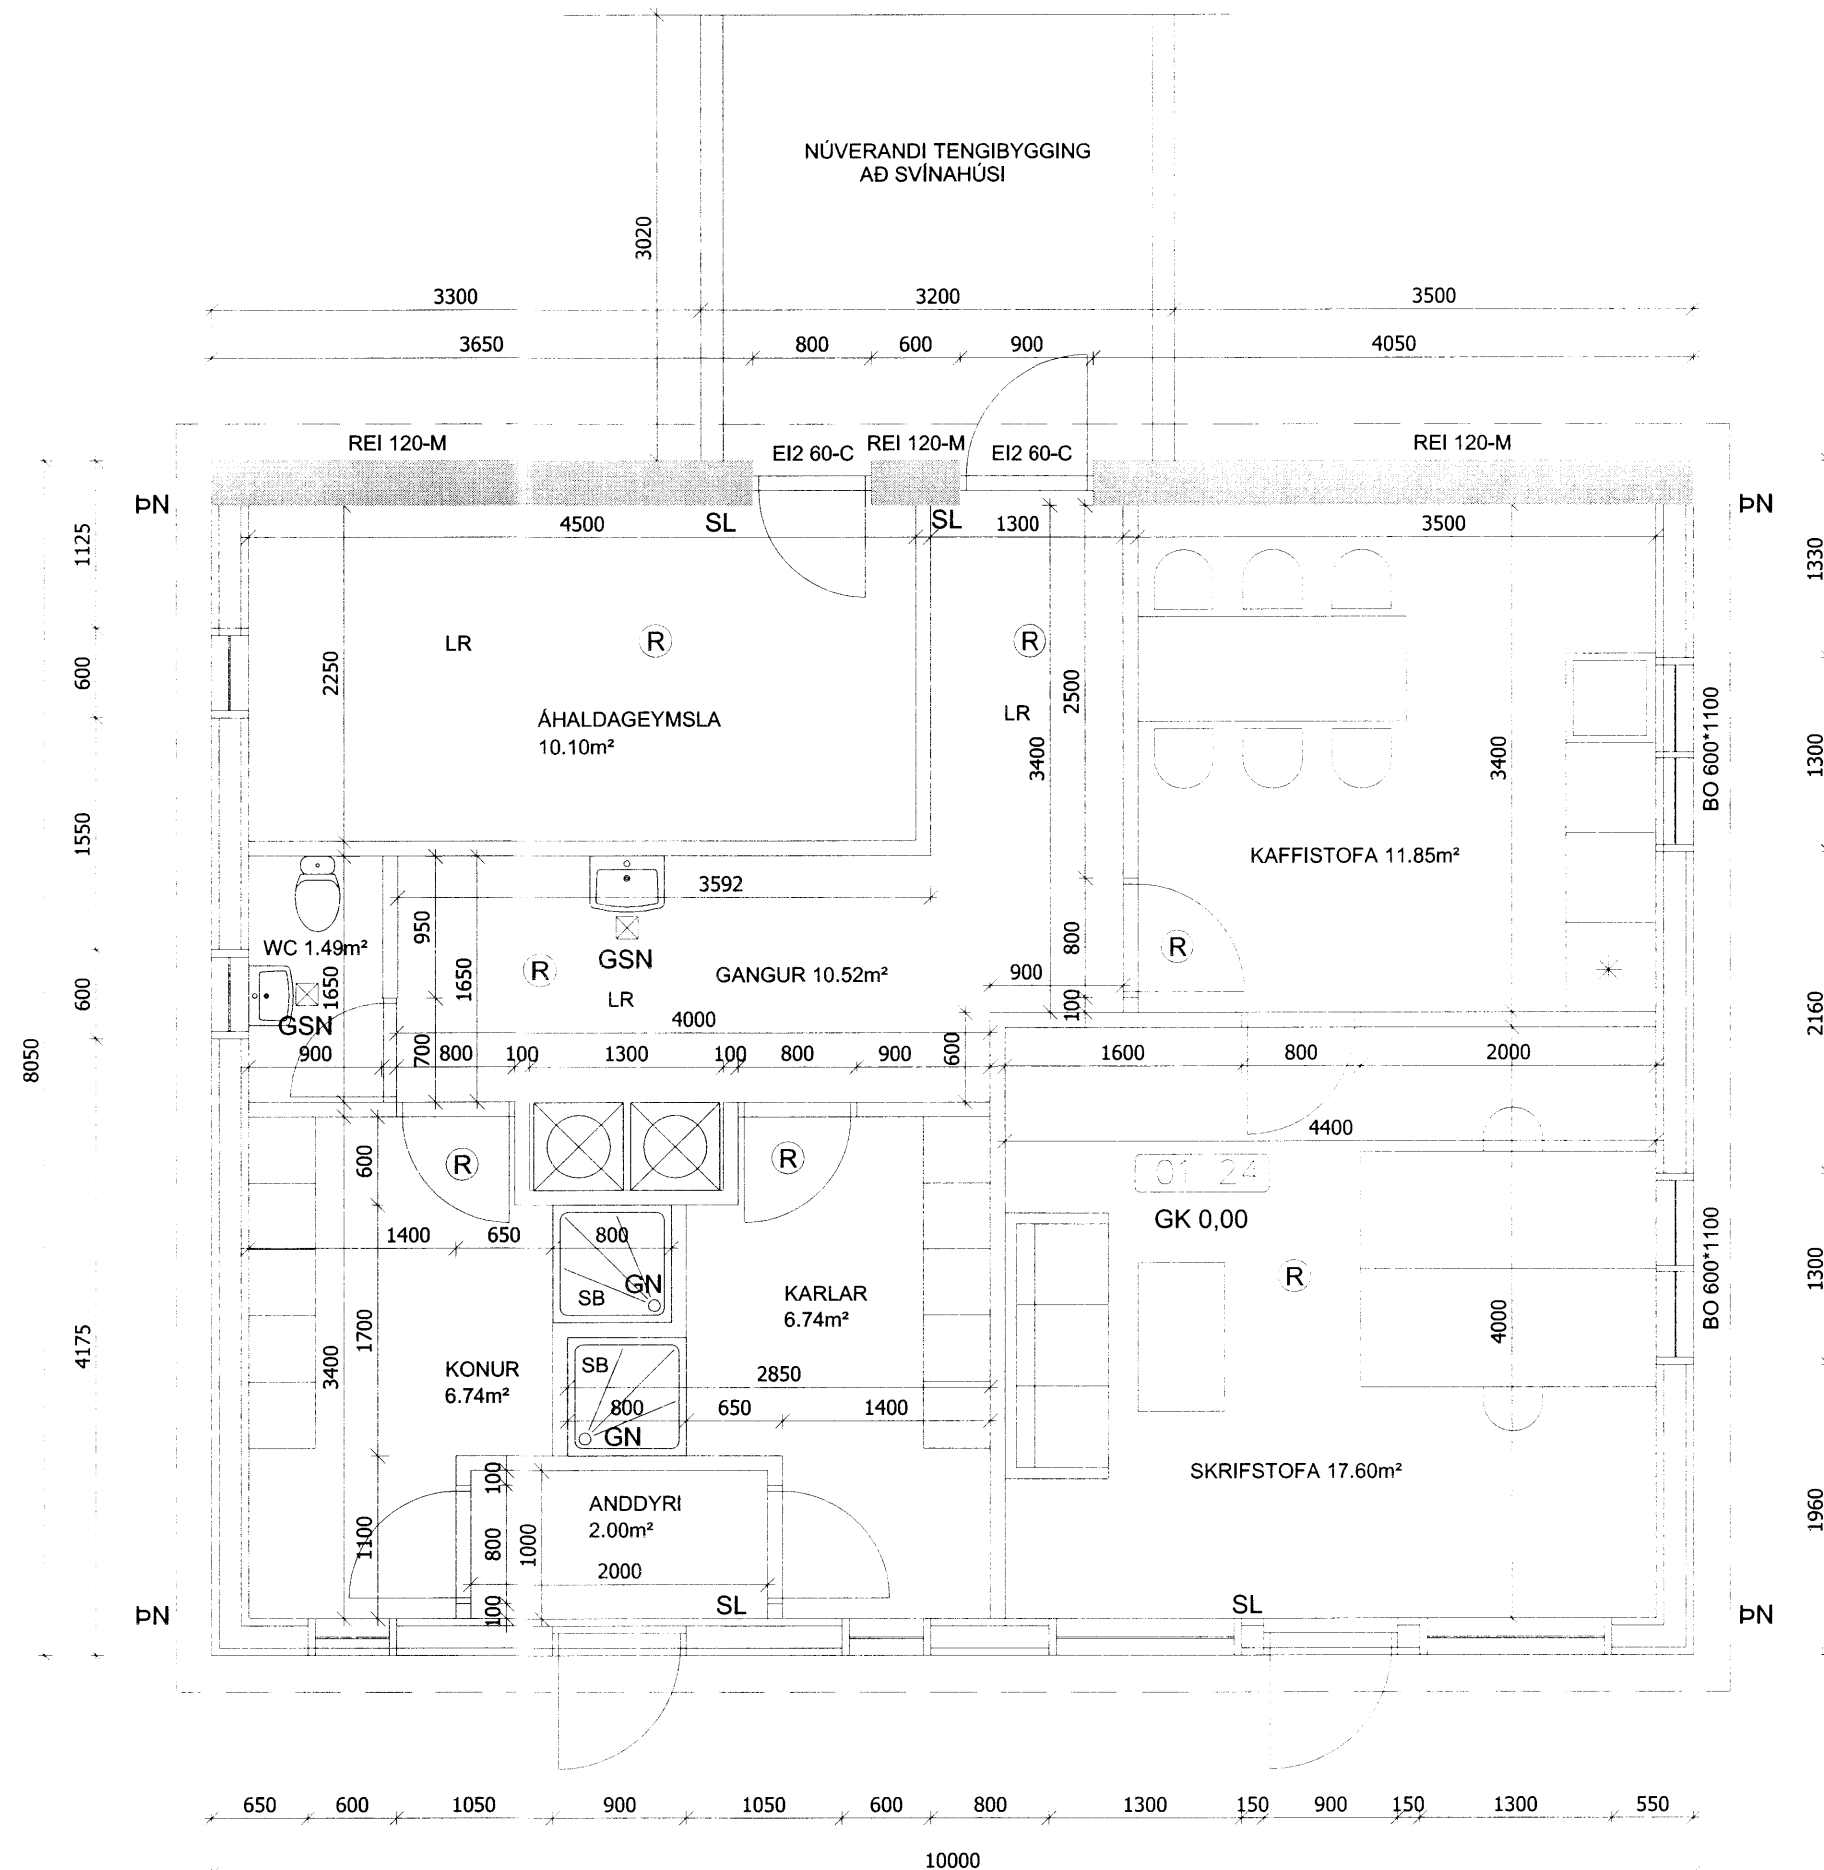 NÚVERANDI TENGIBYGGING
AÐ SVÍNAHÚSI
3020
3300 3200 3500
3650 800 600 900 4050
REI 120-M EI2 60-C REI 120-M EI2 60-C REI 120-M
ÞN SL SL ÞN
4500 1300 3500
1125
1330
LR R R
2250
600
2500
LR
BO 600*1100
ÁHALDAGEYMSLA
10.10m²
3400
3400
1300
1550
KAFFISTOFA 11.85m²
3592
950
WC 1.49m²
800
R
GSN
R
GANGUR 10.52m²
900
1650
1650
600
LR
GSN
100
2160
4000
8050
900 700 800 100 1300 100 800 900 600 1600 800 2000
4400
600
R
R
01 24
GK 0,00
1400 650 800
BO 600*1100
GN
R
1300
SB
KARLAR
6.74m²
4000
1700
4175
3400
KONUR
6.74m²
SB
2850
800 650 1400
GN
SKRIFSTOFA 17.60m²
100
ANDDYRI
2.00m²
1100
800
1000
1960
2000
100
ÞN SL SL ÞN
650 600 1050 900 1050 600 800 1300 150 900 150 1300 550
10000